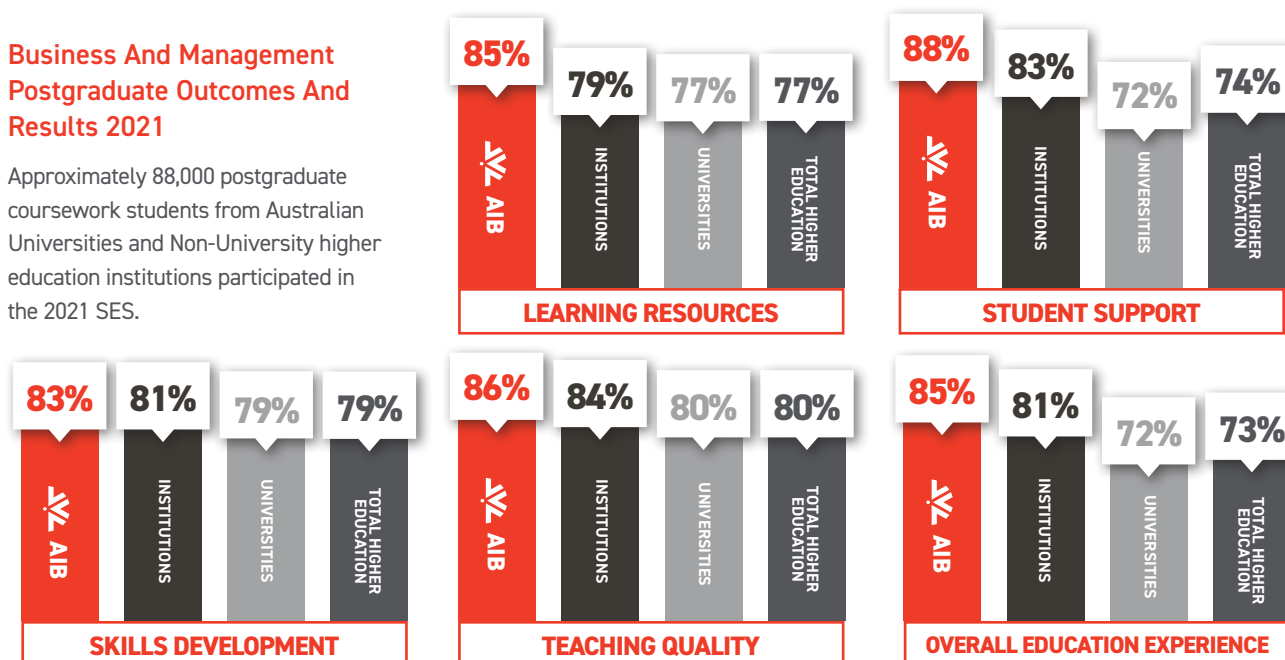 Business And Management
Postgraduate Outcomes And
Results 2021
Approximately 88,000 postgraduate
coursework students from Australian
Universities and Non-University higher
education institutions participated in
the 2021 SES.
85%
79%
77%
77%
AIB
INSTITUTIONS
UNIVERSITIES
TOTAL HIGHER
EDUCATION
LEARNING RESOURCES
88%
83%
72%
74%
AIB
INSTITUTIONS
UNIVERSITIES
TOTAL HIGHER
EDUCATION
STUDENT SUPPORT
83%
81%
79%
79%
AIB
INSTITUTIONS
UNIVERSITIES
TOTAL HIGHER
EDUCATION
SKILLS DEVELOPMENT
86%
84%
80%
80%
AIB
INSTITUTIONS
UNIVERSITIES
TOTAL HIGHER
EDUCATION
TEACHING QUALITY
85%
81%
72%
73%
AIB
INSTITUTIONS
UNIVERSITIES
TOTAL HIGHER
EDUCATION
OVERALL EDUCATION EXPERIENCE